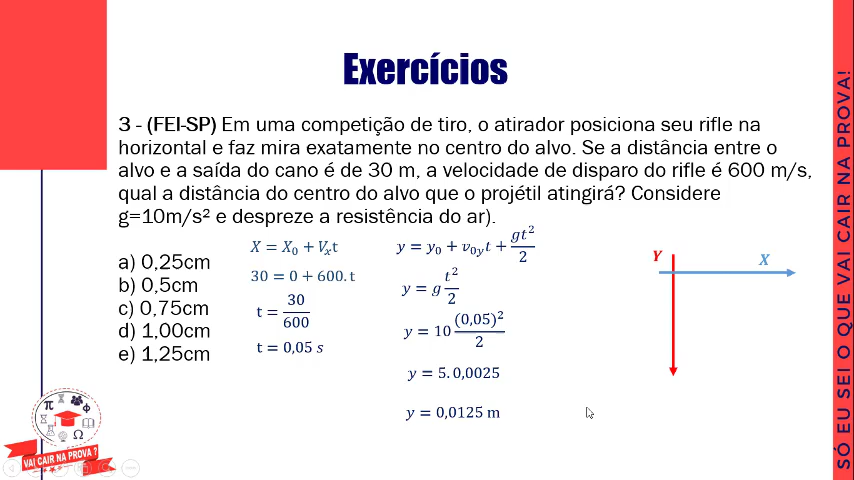 Exercícios
3 - (FEI-SP) Em uma competição de tiro, o atirador posiciona seu rifle na
horizontal e faz mira exatamente no centro do alvo. Se a distância entre o
alvo e a saída do cano é de 30 m, a velocidade de disparo do rifle é 600 m/s,
qual a distância do centro do alvo que o projétil atingirá? Considere
g=10m/s² e despreze a resistência do ar).
a) 0,25cm
b) 0,5cm
c) 0,75cm
d) 1,00cm
e) 1,25cm
X = X₀ + Vₓt
30 = 0 + 600. t
t = 30/600
t = 0,05 s
y = y₀ + v₀yt + gt²/2
y = g t²/2
y = 10 (0,05)²/2
y = 5. 0,0025
y = 0,0125 m
Y
X
SÓ EU SEI O QUE VAI CAIR NA PROVA!
VAI CAIR NA PROVA ?